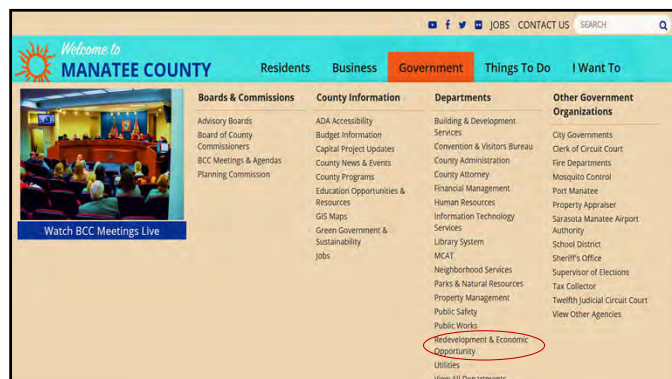 JOBS CONTACT US SEARCH
Welcome to
MANATEE COUNTY
Residents Business Government Things To Do I Want To
Watch BCC Meetings Live
Boards & Commissions
Advisory Boards
Board of County
Commissioners
BCC Meetings & Agendas
Planning Commission
County Information
ADA Accessibility
Budget Information
Capital Project Updates
County News & Events
County Programs
Education Opportunities &
Resources
GIS Maps
Green Government &
Sustainability
Jobs
Departments
Building & Development
Services
Convention & Visitors Bureau
County Administration
County Attorney
Financial Management
Human Resources
Information Technology
Services
Library System
MCAT
Neighborhood Services
Parks & Natural Resources
Property Management
Public Safety
Public Works
Redevelopment & Economic
Opportunity
Utilities
View All Departments
Other Government
Organizations
City Governments
Clerk of Circuit Court
Fire Departments
Mosquito Control
Port Manatee
Property Appraiser
Sarasota Manatee Airport
Authority
School District
Sheriff's Office
Supervisor of Elections
Tax Collector
Twelfth Judicial Circuit Court
View Other Agencies